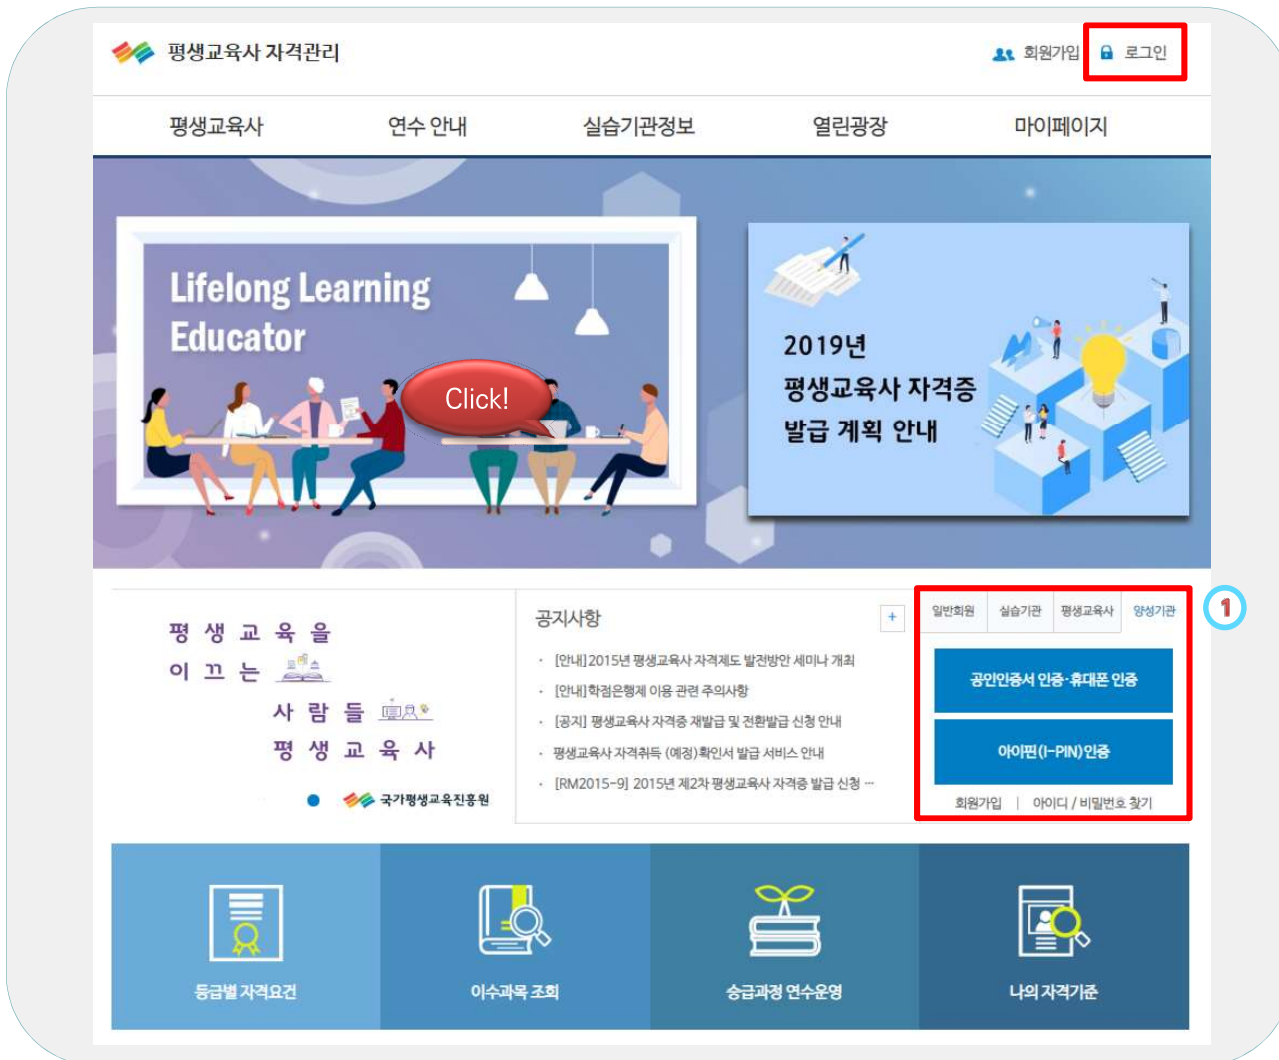 평생교육사 자격관리
회원가입 로그인
평생교육사 연수 안내 실습기관정보 열린광장 마이페이지
Lifelong Learning
Educator
Click!
2019년
평생교육사 자격증
발급 계획 안내
평생교육을
이끄는
사람들
평생교육사
국가평생교육진흥원
공지사항 +
· [안내]2015년 평생교육사 자격제도 발전방안 세미나 개최
· [안내]학점은행제 이용 관련 주의사항
· [공지] 평생교육사 자격증 재발급 및 전환발급 신청 안내
· 평생교육사 자격취득 (예정)확인서 발급 서비스 안내
· [RM2015-9] 2015년 제2차 평생교육사 자격증 발급 신청 …
일반회원 실습기관 평생교육사 양성기관
1
공인인증서 인증·휴대폰 인증
아이핀(I-PIN)인증
회원가입 | 아이디 / 비밀번호 찾기
등급별 자격요건 이수과목 조회 승급과정 연수운영 나의 자격기준